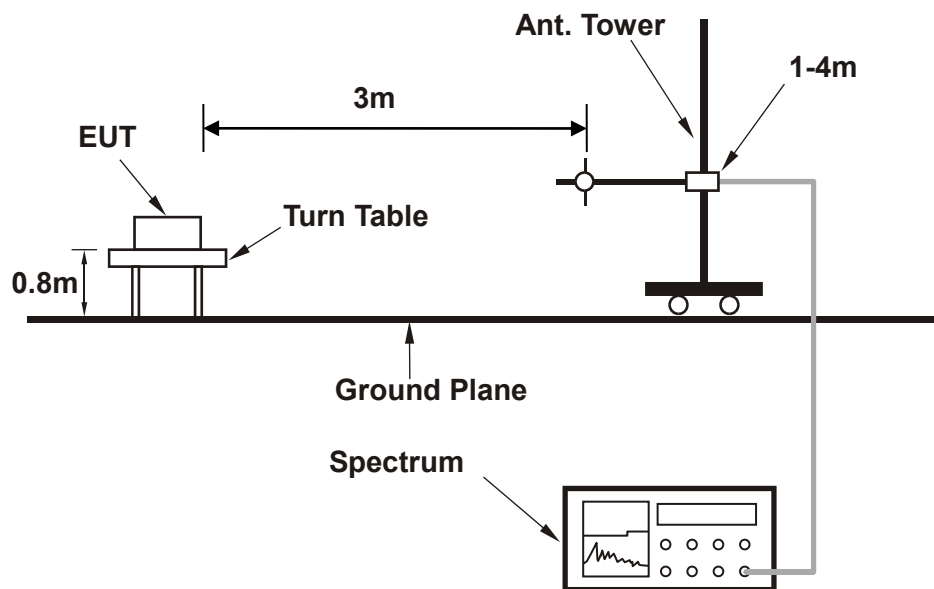 Ant. Tower
1-4m
3m
EUT
Turn Table
0.8m
Ground Plane
Spectrum